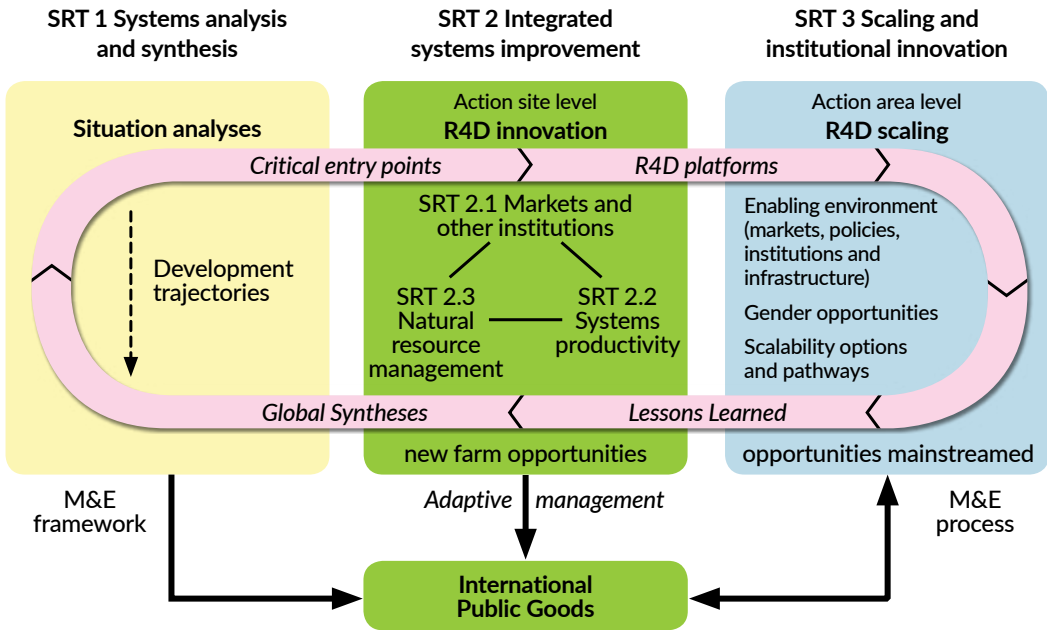 SRT 1 Systems analysis
and synthesis
SRT 2 Integrated
systems improvement
SRT 3 Scaling and
institutional innovation
Situation analyses
Action site level
R4D innovation
Action area level
R4D scaling
Critical entry points
R4D platforms
Development
trajectories
SRT 2.1 Markets and
other institutions
SRT 2.3
Natural
resource
management
SRT 2.2
Systems
productivity
Enabling environment
(markets, policies,
institutions and
infrastructure)
Gender opportunities
Scalability options
and pathways
Global Syntheses
Lessons Learned
new farm opportunities
opportunities mainstreamed
M&E
framework
Adaptive management
M&E
process
International
Public Goods